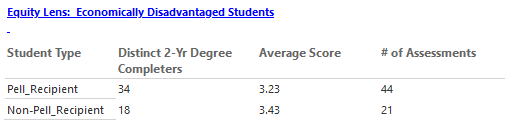 Equity Lens:  Economically Disadvantaged Students
Student Type Distinct 2-Yr Degree Completers Average Score # of Assessments
Pell_Recipient 34 3.23 44
Non-Pell_Recipient 18 3.43 21